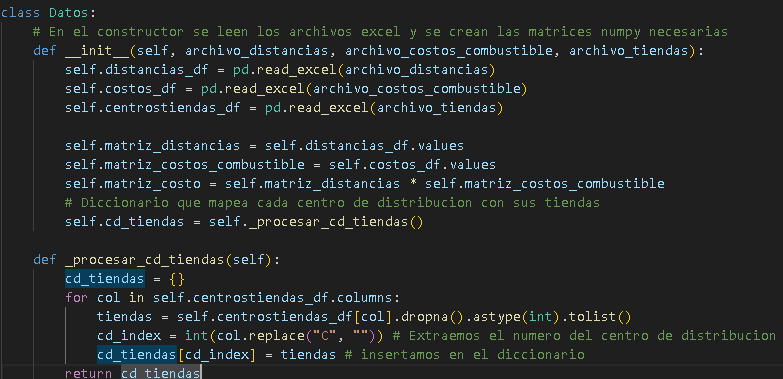 class Datos:
    # En el constructor se leen los archivos excel y se crean las matrices numpy necesarias
    def __init__(self, archivo_distancias, archivo_costos_combustible, archivo_tiendas):
        self.distancias_df = pd.read_excel(archivo_distancias)
        self.costos_df = pd.read_excel(archivo_costos_combustible)
        self.centrostiendas_df = pd.read_excel(archivo_tiendas)

        self.matriz_distancias = self.distancias_df.values
        self.matriz_costos_combustible = self.costos_df.values
        self.matriz_costo = self.matriz_distancias * self.matriz_costos_combustible
        # Diccionario que mapea cada centro de distribucion con sus tiendas
        self.cd_tiendas = self._procesar_cd_tiendas()

    def _procesar_cd_tiendas(self):
        cd_tiendas = {}
        for col in self.centrostiendas_df.columns:
            tiendas = self.centrostiendas_df[col].dropna().astype(int).tolist()
            cd_index = int(col.replace("C", "")) # Extraemos el numero del centro de distribucion
            cd_tiendas[cd_index] = tiendas # insertamos en el diccionario
        return cd_tiendas